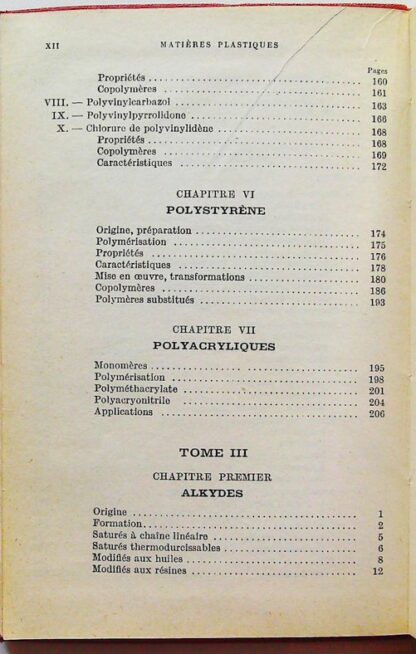 XII MATIÈRES PLASTIQUES
Pages
Propriétés 160
Copolymères 161
VIII. — Polyvinylcarbazol 163
IX. — Polyvinylpyrrolidone 166
X. — Chlorure de polyvinylidène 168
Propriétés 168
Copolymères 169
Caractéristiques 172
CHAPITRE VI
POLYSTYRÈNE
Origine, préparation 174
Polymérisation 175
Propriétés 176
Caractéristiques 178
Mise en œuvre, transformations 180
Copolymères 186
Polymères substitués 193
CHAPITRE VII
POLYACRYLIQUES
Monomères 195
Polymérisation 198
Polyméthacrylate 201
Polyacryonitrile 204
Applications 206
TOME III
CHAPITRE PREMIER
ALKYDES
Origine 1
Formation 2
Saturés à chaîne linéaire 5
Saturés thermodurcissables 6
Modifiés aux huiles 8
Modifiés aux résines 12